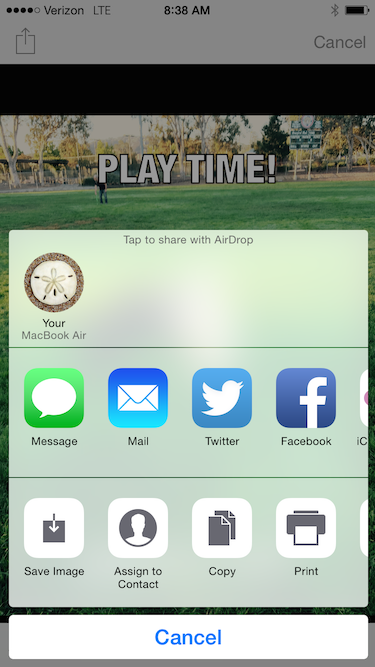 Verizon LTE 8:38 AM
Cancel
PLAY TIME!
Tap to share with AirDrop
Your
MacBook Air
Message Mail Twitter Facebook iC
Save Image Assign to Copy Print
Contact
Cancel